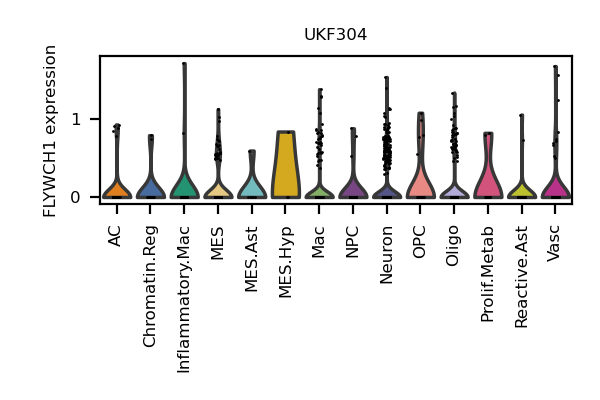 UKF304
FLYWCH1 expression
1
0
AC
Chromatin.Reg
Inflammatory.Mac
MES
MES.Ast
MES.Hyp
Mac
NPC
Neuron
OPC
Oligo
Prolif.Metab
Reactive.Ast
Vasc